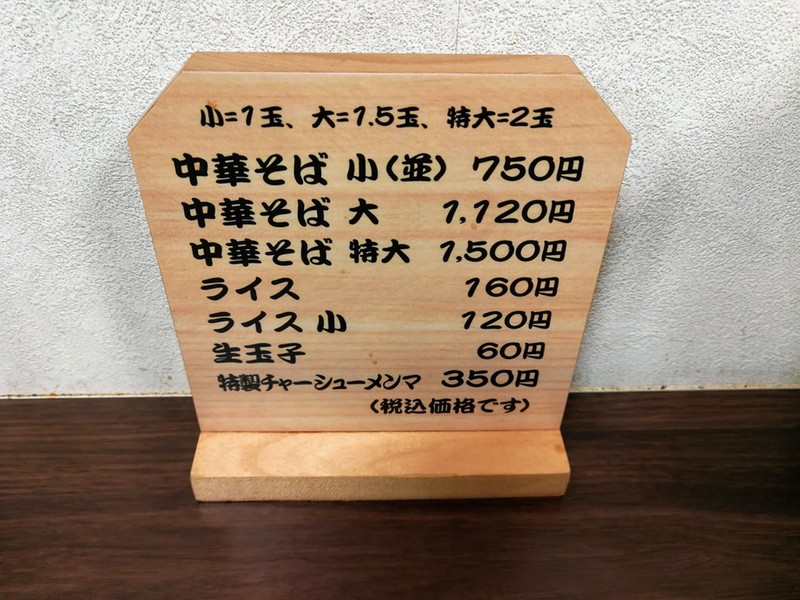 小=1玉、大=1.5玉、特大=2玉
中華そば 小(並) 750円
中華そば 大 1,120円
中華そば 特大 1,500円
ライス 160円
ライス 小 120円
生玉子 60円
特製チャーシューメンマ 350円
(税込価格です)